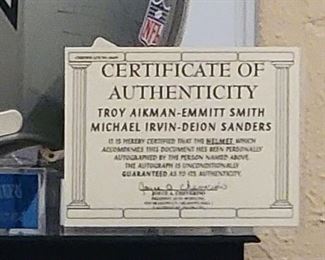 NFL
CERTIFICATE OF
AUTHENTICITY
TROY AIKMAN-EMMITT SMITH
MICHAEL IRVIN-DEION SANDERS
IT IS HEREBY CERTIFIED THAT THE HELMET WHICH
ACCOMPANIES THIS DOCUMENT HAS BEEN PERSONALLY
AUTOGRAPHED BY THE PERSON NAMED ABOVE.
THE AUTOGRAPH IS UNCONDITIONALLY
GUARANTEED AS TO ITS AUTHENTICITY.